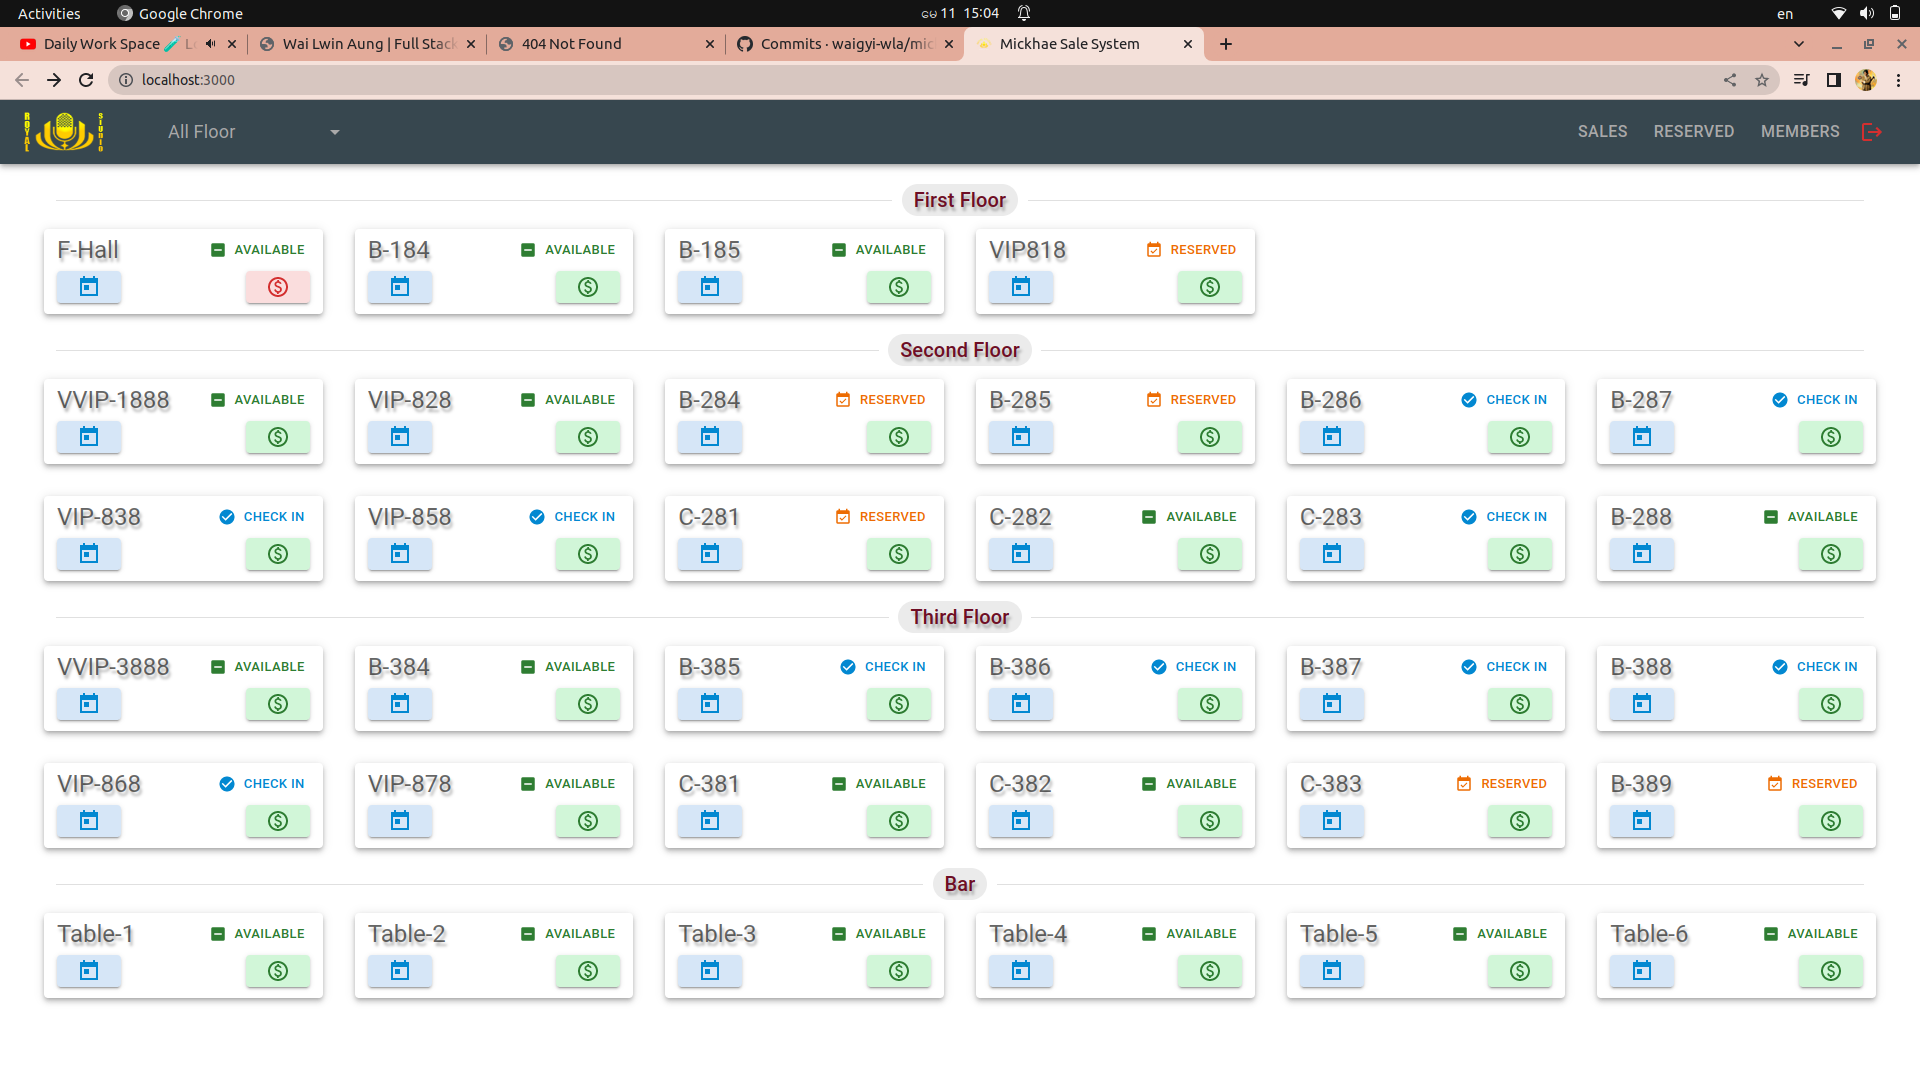 Activities Google Chrome မေ 11 15:04 en
Daily Work Space Wai Lwin Aung | Full Stack 404 Not Found Commits · waigyi-wla/mic Mickhae Sale System
localhost:3000
ROYAL STUDIO All Floor SALES RESERVED MEMBERS
First Floor
F-Hall AVAILABLE B-184 AVAILABLE B-185 AVAILABLE VIP818 RESERVED
Second Floor
VVIP-1888 AVAILABLE VIP-828 AVAILABLE B-284 RESERVED B-285 RESERVED B-286 CHECK IN B-287 CHECK IN
VIP-838 CHECK IN VIP-858 CHECK IN C-281 RESERVED C-282 AVAILABLE C-283 CHECK IN B-288 AVAILABLE
Third Floor
VVIP-3888 AVAILABLE B-384 AVAILABLE B-385 CHECK IN B-386 CHECK IN B-387 CHECK IN B-388 CHECK IN
VIP-868 CHECK IN VIP-878 AVAILABLE C-381 AVAILABLE C-382 AVAILABLE C-383 RESERVED B-389 RESERVED
Bar
Table-1 AVAILABLE Table-2 AVAILABLE Table-3 AVAILABLE Table-4 AVAILABLE Table-5 AVAILABLE Table-6 AVAILABLE